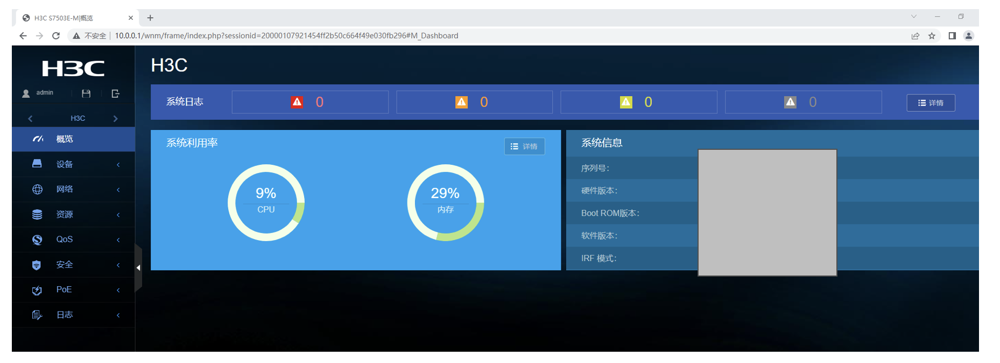 H3C S7503E-M|概览
不安全 | 10.0.0.1/wnm/frame/index.php?sessionid=20000107921454ff2b50c664f49e030fb296#M_Dashboard
H3C
admin
H3C
概览
设备
网络
资源
QoS
安全
PoE
日志
H3C
系统日志 0 0 0 0 详情
系统利用率 详情
9%
CPU
29%
内存
系统信息
序列号:
硬件版本:
Boot ROM版本:
软件版本:
IRF 模式: